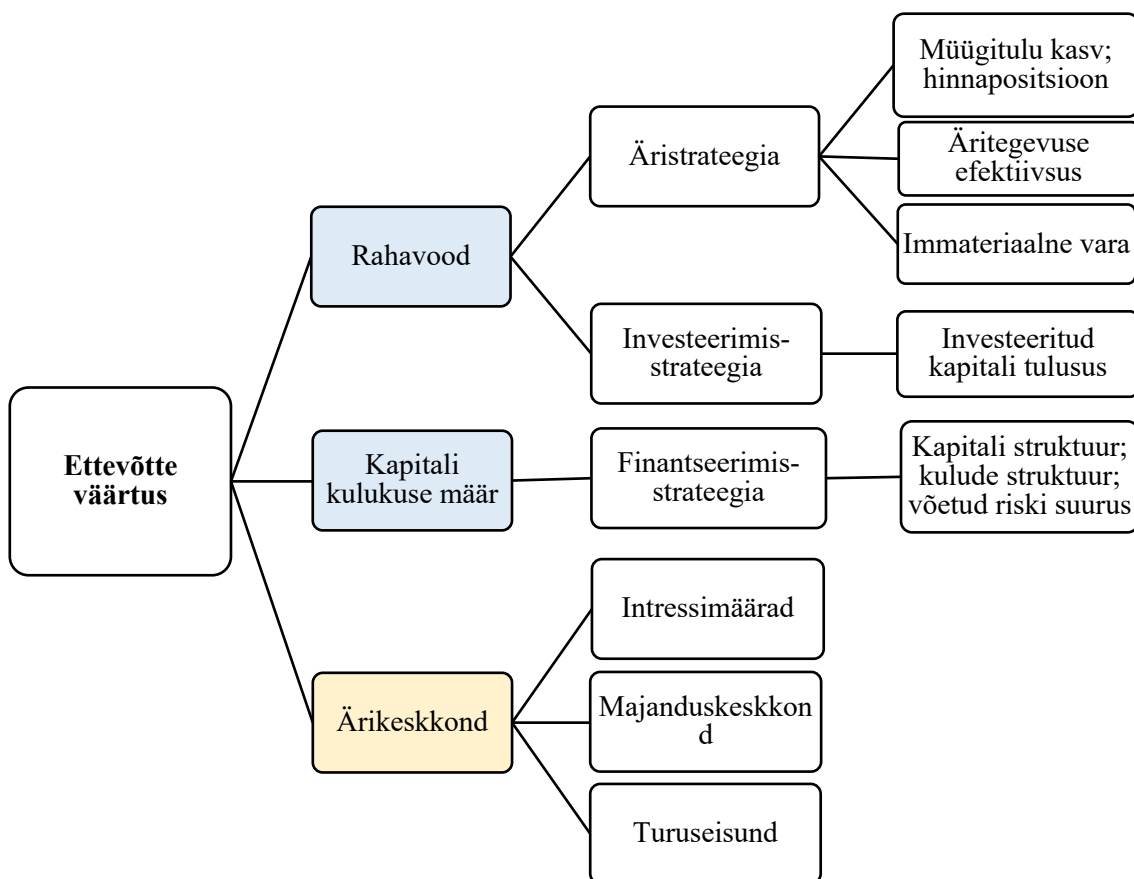 Müügitulu kasv;
hinnapositsioon
Äristrateegia
Äritegevuse
efektiivsus
Rahavood
Immateriaalne vara
Investeerimis-
strateegia
Investeeritud
kapitali tulusus
Ettevõtte
väärtus
Kapitali
kulukuse määr
Finantseerimis-
strateegia
Kapitali struktuur;
kulude struktuur;
võetud riski suurus
Intressimäärad
Ärikeskkond
Majanduskeskkon
d
Turuseisund